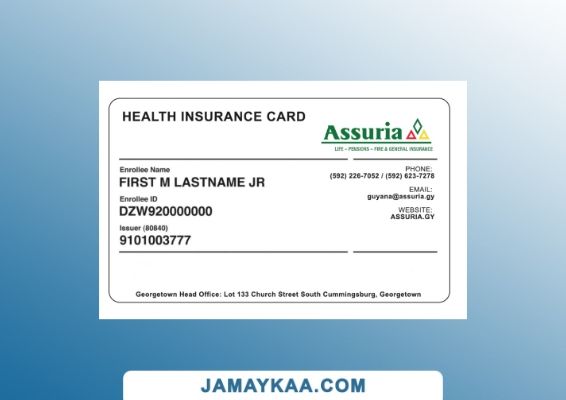 HEALTH INSURANCE CARD
Assuria
LIFE – PENSIONS – FIRE & GENERAL INSURANCE
Enrollee Name
FIRST M LASTNAME JR
Enrollee ID
DZW920000000
Issuer (80840)
9101003777
PHONE:
(592) 226-7052 / (592) 623-7278
EMAIL:
guyana@assuria.gy
WEBSITE:
ASSURIA.GY
Georgetown Head Office: Lot 133 Church Street South Cummingsburg, Georgetown
JAMAYKAA.COM